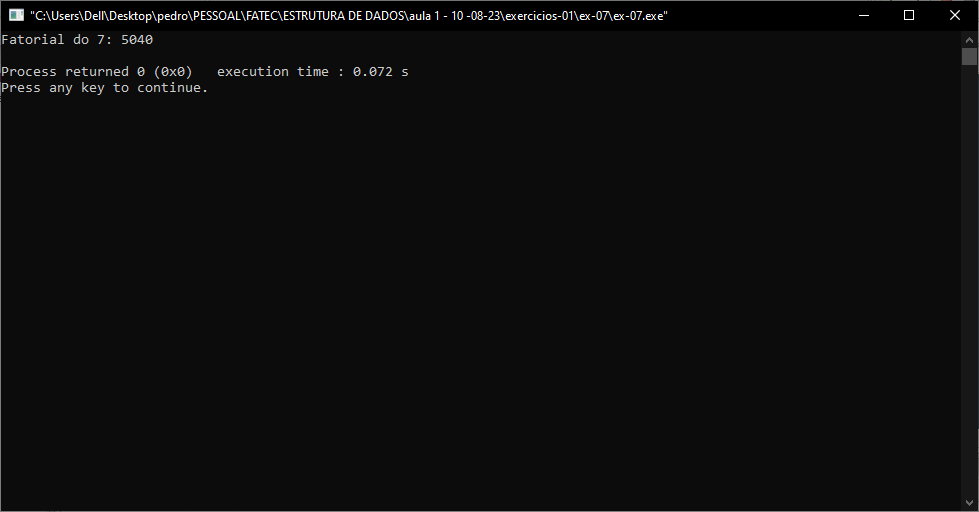 "C:\Users\Dell\Desktop\pedro\PESSOAL\FATEC\ESTRUTURA DE DADOS\aula 1 - 10 -08-23\exercicios-01\ex-07\ex-07.exe"
Fatorial do 7: 5040
Process returned 0 (0x0)   execution time : 0.072 s
Press any key to continue.